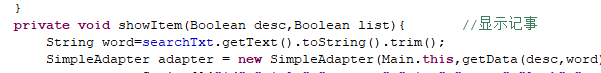 }
private void showItem(Boolean desc,Boolean list){ //显示记事
String word=searchTxt.getText().toString().trim();
SimpleAdapter adapter = new SimpleAdapter(Main.this,getData(desc,word)